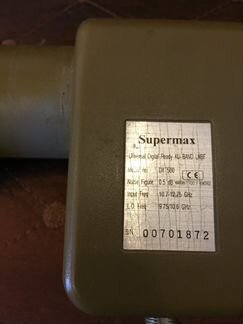 Supermax
Universal Digital Ready KU-BAND LNBF
Model no
Noise Figure 0.5 dB
Input Freq 10.7-12.75 GHz
L.O Freq 9.75/10.6 GHz
S/N 00701872